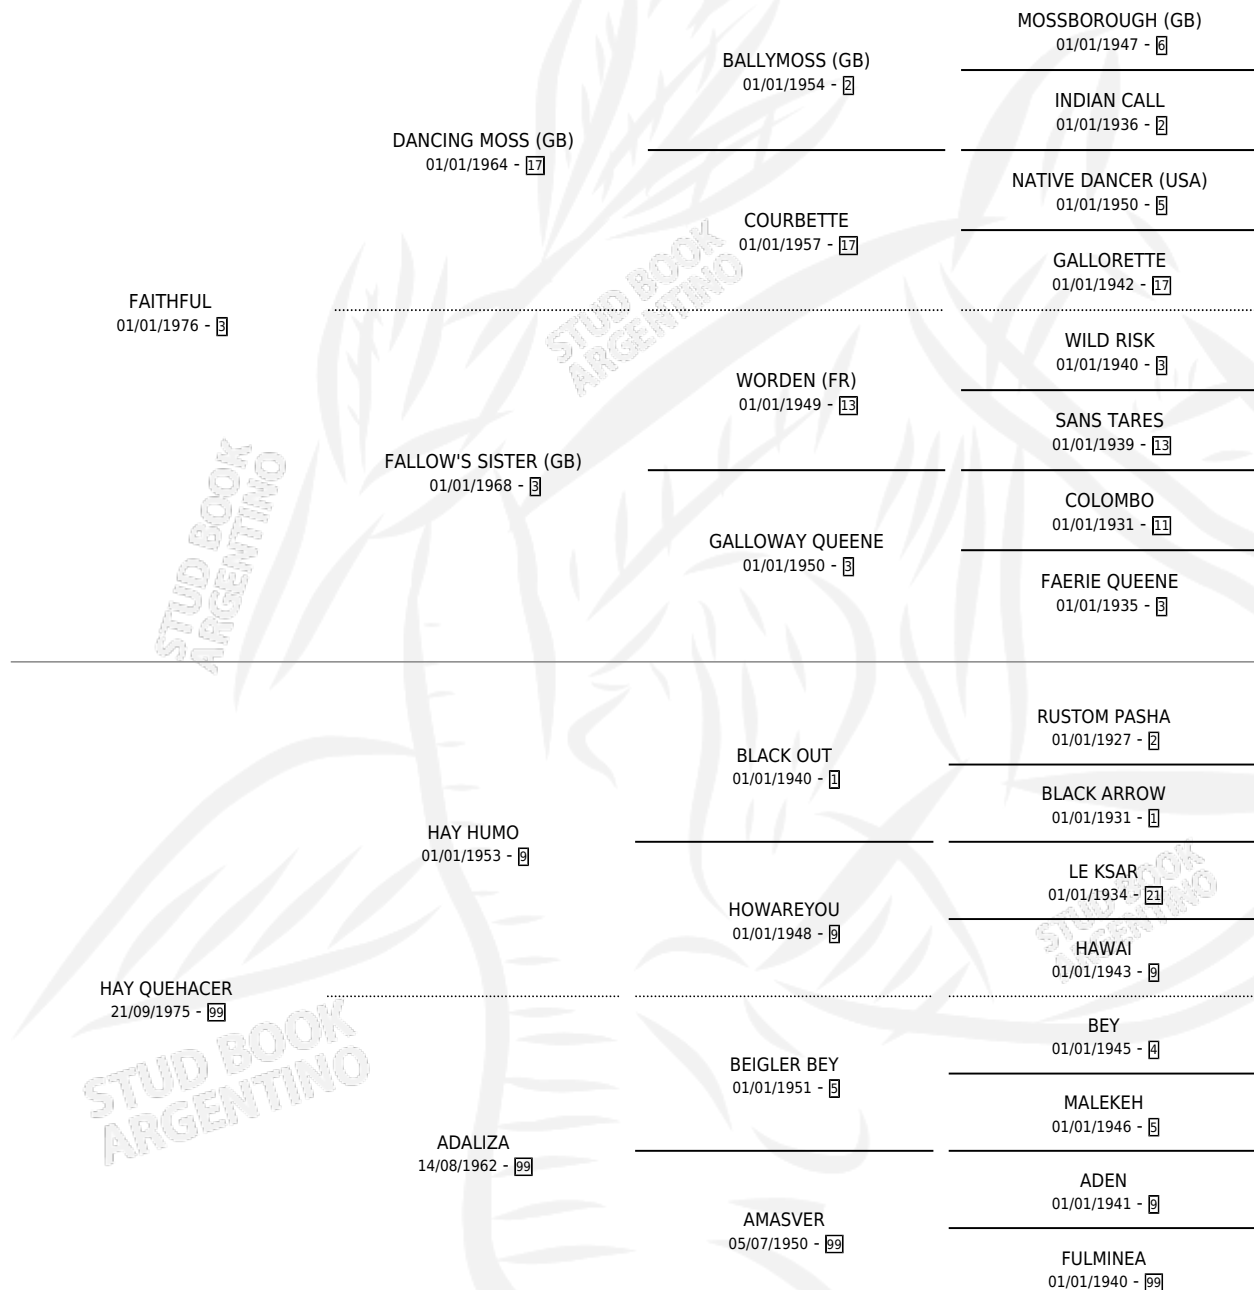 MOSSBOROUGH (GB)
01/01/1947 - 6
BALLYMOSS (GB)
01/01/1954 - 2
INDIAN CALL
01/01/1936 - 2
DANCING MOSS (GB)
01/01/1964 - 17
NATIVE DANCER (USA)
01/01/1950 - 5
COURBETTE
01/01/1957 - 17
GALLORETTE
01/01/1942 - 17
FAITHFUL
01/01/1976 - 3
STUD BOOK
ARGENTINO
WILD RISK
01/01/1940 - 3
WORDEN (FR)
01/01/1949 - 13
SANS TARES
01/01/1939 - 13
FALLOW'S SISTER (GB)
01/01/1968 - 3
COLOMBO
01/01/1931 - 11
GALLOWAY QUEENE
01/01/1950 - 3
FAERIE QUEENE
01/01/1935 - 3
STUD BOOK
ARGENTINO
RUSTOM PASHA
01/01/1927 - 2
BLACK OUT
01/01/1940 - 1
BLACK ARROW
01/01/1931 - 1
HAY HUMO
01/01/1953 - 9
LE KSAR
01/01/1934 - 21
HOWAREYOU
01/01/1948 - 9
HAWAI
01/01/1943 - 9
STUD BOOK
ARGENTINO
HAY QUEHACER
21/09/1975 - 99
BEY
01/01/1945 - 4
BEIGLER BEY
01/01/1951 - 5
MALEKEH
01/01/1946 - 5
STUD BOOK
ARGENTINO
ADALIZA
14/08/1962 - 99
ADEN
01/01/1941 - 9
AMASVER
05/07/1950 - 99
FULMINEA
01/01/1940 - 99